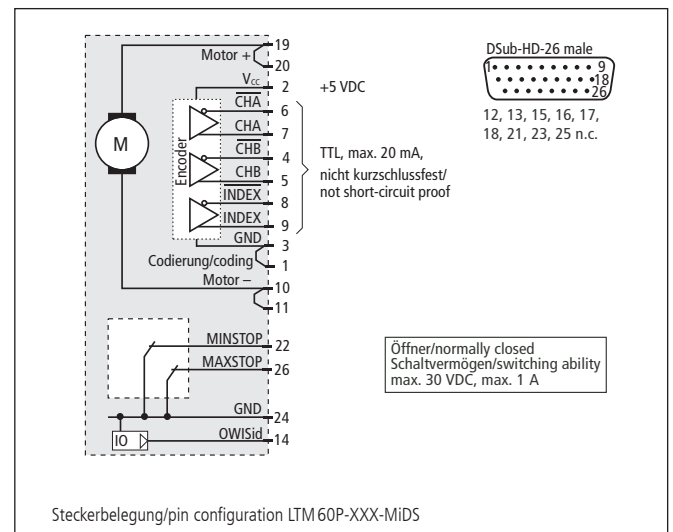 Motor + 19
20
Vcc 2 +5 VDC
CHA 6
CHA 7
CHB 4
CHB 5
INDEX 8
INDEX 9
GND 3
Codierung/coding 1
Motor – 10
11
M
Encoder
TTL, max. 20 mA,
nicht kurzschlussfest/
not short-circuit proof
DSub-HD-26 male
1 9
18
26
12, 13, 15, 16, 17,
18, 21, 23, 25 n.c.
MINSTOP 22
MAXSTOP 26
GND 24
IO OWISid 14
Öffner/normally closed
Schaltvermögen/switching ability
max. 30 VDC, max. 1 A
Steckerbelegung/pin configuration LTM 60P-XXX-MiDS